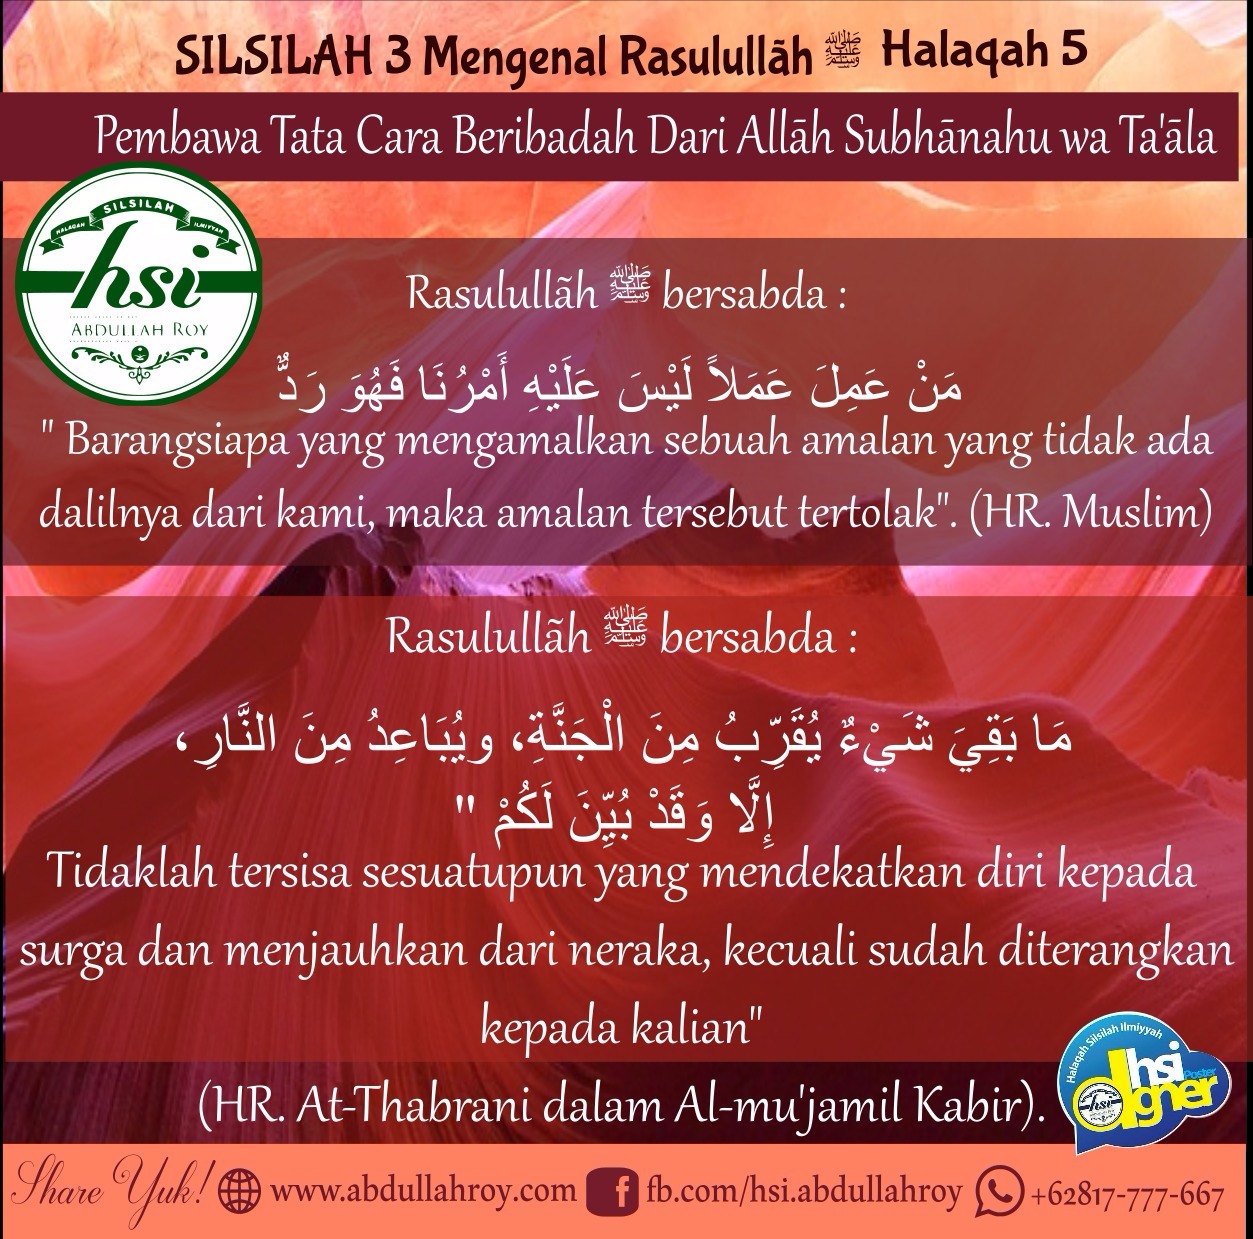 SILSILAH 3 Mengenal Rasulullãh ﷺ Halaqah 5
Pembawa Tata Cara Beribadah Dari Allāh Subhānahu wa Ta'āla
SILSILAH
HALAQAH
ILMIYYAH
hsi
ABDULLAH ROY
Rasulullãh ﷺ bersabda :
مَنْ عَمِلَ عَمَلاً لَيْسَ عَلَيْهِ أَمْرُنَا فَهُوَ رَدٌّ
" Barangsiapa yang mengamalkan sebuah amalan yang tidak ada
dalilnya dari kami, maka amalan tersebut tertolak". (HR. Muslim)
Rasulullãh ﷺ bersabda :
مَا بَقِيَ شَيْءٌ يُقَرِّبُ مِنَ الْجَنَّةِ، ويُبَاعِدُ مِنَ النَّارِ،
إِلَّا وَقَدْ بُيِّنَ لَكُمْ "
Tidaklah tersisa sesuatupun yang mendekatkan diri kepada
surga dan menjauhkan dari neraka, kecuali sudah diterangkan
kepada kalian"
(HR. At-Thabrani dalam Al-mu'jamil Kabir).
Halaqah Silsilah Ilmiyyah
hsi
Poster
dgner
hsi
Share Yuk! www.abdullahroy.com fb.com/hsi.abdullahroy +62817-777-667